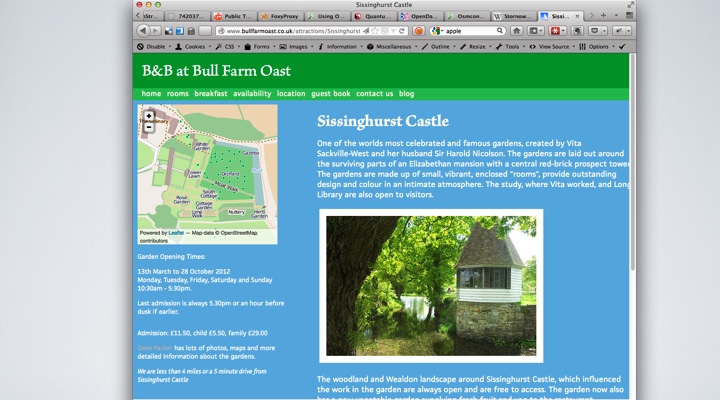 Sissinghurst Castle
742037
Public T
FoxyProxy
Using O
Quantu
OpenDa
Osmcon
Stornow
Sissi
www.bullfarmoast.co.uk/attractions/Sissinghurst
apple
Disable Cookies CSS Forms Images Information Miscellaneous Outline Resize Tools View Source Options
B&B at Bull Farm Oast
home rooms breakfast availability location guest book contact us blog
+
−
White Garden
Gazebo
Tower Lawn
Orchard
Moat Walk
South Cottage
Rose Garden
Cottage Garden
Lime Walk
Nuttery
Herb Garden
Powered by Leaflet — Map data © OpenStreetMap contributors
Garden Opening Times:
13th March to 28 October 2012
Monday, Tuesday, Friday, Saturday and Sunday
10:30am - 5:30pm.
Last admission is always 5.30pm or an hour before
dusk if earlier.
Admission: £11.50, child £5.50, family £29.00
Dave Parker has lots of photos, maps and more
detailed information about the gardens.
We are less than 4 miles or a 5 minute drive from
Sissinghurst Castle
Sissinghurst Castle
One of the worlds most celebrated and famous gardens, created by Vita
Sackville-West and her husband Sir Harold Nicolson. The gardens are laid out around
the surviving parts of an Elizabethan mansion with a central red-brick prospect tower
The gardens are made up of small, vibrant, enclosed "rooms", provide outstanding
design and colour in an intimate atmosphere. The study, where Vita worked, and Long
Library are also open to visitors.
The woodland and Wealdon landscape around Sissinghurst Castle, which influenced
the work in the garden are always open and are free to access. The garden now also